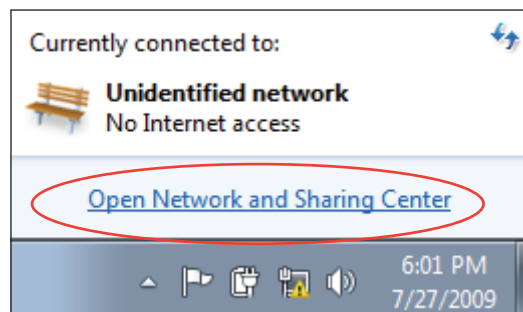 Currently connected to:
Unidentified network
No Internet access
Open Network and Sharing Center
6:01 PM
7/27/2009